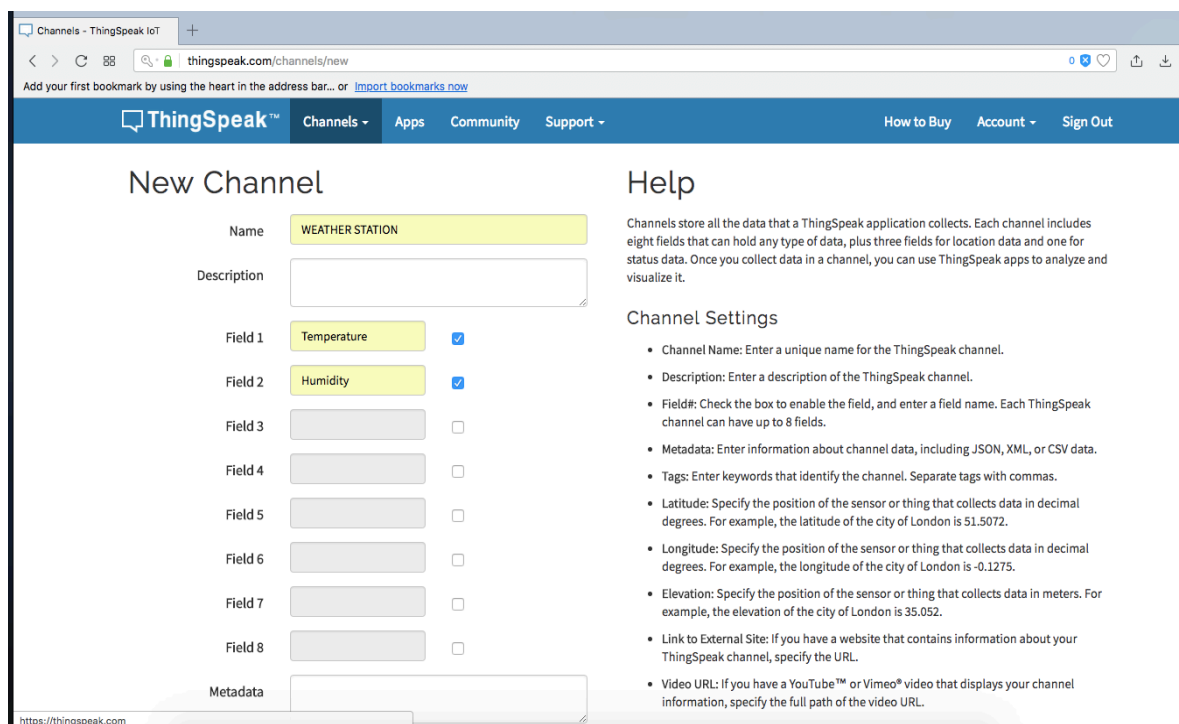 Channels - ThingSpeak IoT
thingspeak.com/channels/new
0
Add your first bookmark by using the heart in the address bar... or Import bookmarks now
ThingSpeak™ Channels Apps Community Support How to Buy Account Sign Out
New Channel
Name WEATHER STATION
Description
Field 1 Temperature
Field 2 Humidity
Field 3
Field 4
Field 5
Field 6
Field 7
Field 8
Metadata
https://thingspeak.com
Help
Channels store all the data that a ThingSpeak application collects. Each channel includes
eight fields that can hold any type of data, plus three fields for location data and one for
status data. Once you collect data in a channel, you can use ThingSpeak apps to analyze and
visualize it.
Channel Settings
• Channel Name: Enter a unique name for the ThingSpeak channel.
• Description: Enter a description of the ThingSpeak channel.
• Field#: Check the box to enable the field, and enter a field name. Each ThingSpeak
channel can have up to 8 fields.
• Metadata: Enter information about channel data, including JSON, XML, or CSV data.
• Tags: Enter keywords that identify the channel. Separate tags with commas.
• Latitude: Specify the position of the sensor or thing that collects data in decimal
degrees. For example, the latitude of the city of London is 51.5072.
• Longitude: Specify the position of the sensor or thing that collects data in decimal
degrees. For example, the longitude of the city of London is -0.1275.
• Elevation: Specify the position of the sensor or thing that collects data in meters. For
example, the elevation of the city of London is 35.052.
• Link to External Site: If you have a website that contains information about your
ThingSpeak channel, specify the URL.
• Video URL: If you have a YouTube™ or Vimeo® video that displays your channel
information, specify the full path of the video URL.